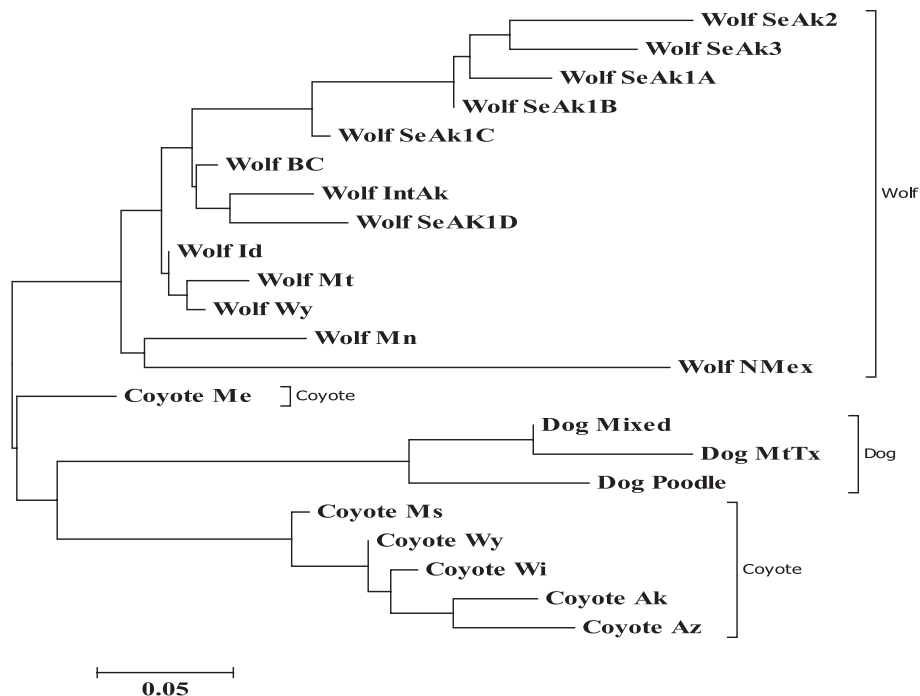 Wolf SeAk2
Wolf SeAk3
Wolf SeAk1A
Wolf SeAk1B
Wolf SeAk1C
Wolf BC
Wolf IntAk
Wolf SeAK1D
Wolf Id
Wolf Mt
Wolf Wy
Wolf Mn
Wolf NMex
Wolf
Coyote Me
Coyote
Dog Mixed
Dog MtTx
Dog Poodle
Dog
Coyote Ms
Coyote Wy
Coyote Wi
Coyote Ak
Coyote Az
Coyote
0.05